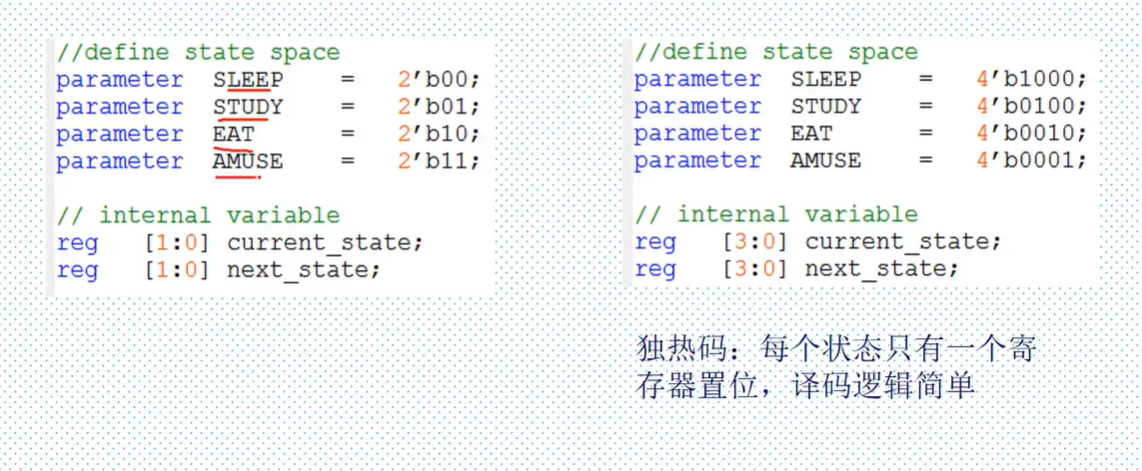 //define state space
parameter SLEEP = 2'b00;
parameter STUDY = 2'b01;
parameter EAT = 2'b10;
parameter AMUSE = 2'b11;
// internal variable
reg [1:0] current_state;
reg [1:0] next_state;
//define state space
parameter SLEEP = 4'b1000;
parameter STUDY = 4'b0100;
parameter EAT = 4'b0010;
parameter AMUSE = 4'b0001;
// internal variable
reg [3:0] current_state;
reg [3:0] next_state;
独热码：每个状态只有一个寄
存器置位，译码逻辑简单